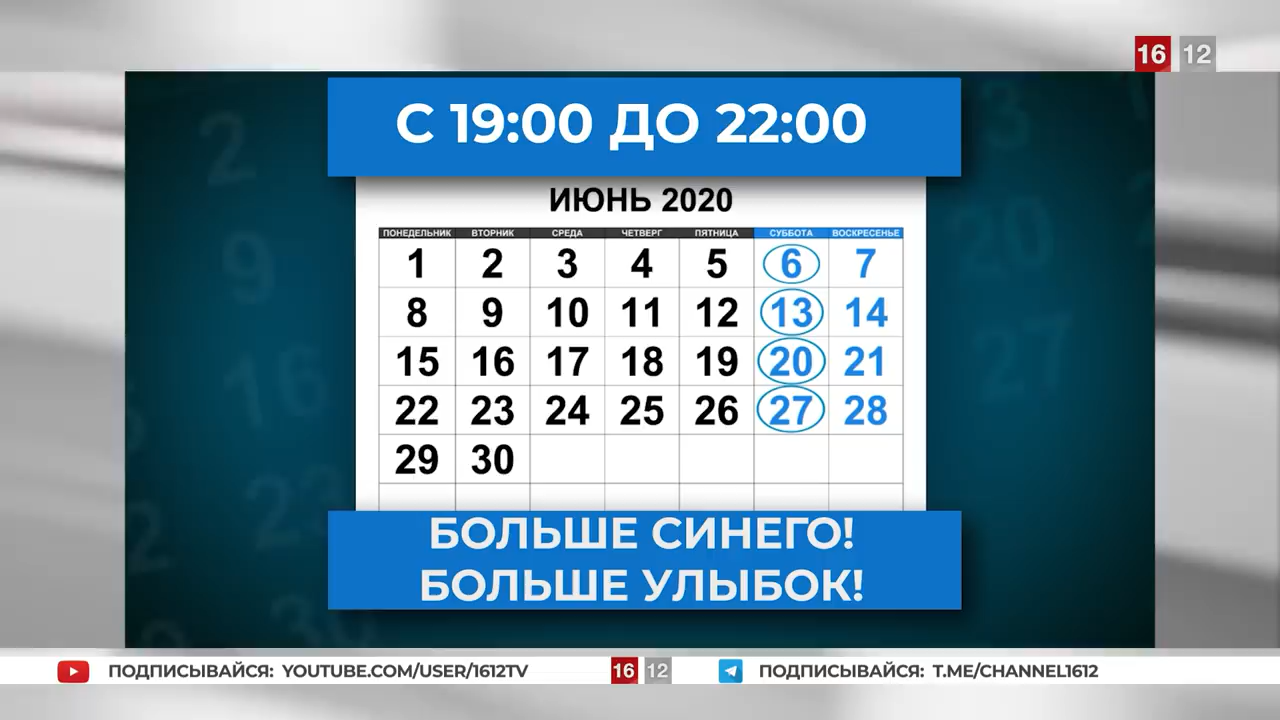 16 12
С 19:00 ДО 22:00
ИЮНЬ 2020
ПОНЕДЕЛЬНИК ВТОРНИК СРЕДА ЧЕТВЕРГ ПЯТНИЦА СУББОТА ВОСКРЕСЕНЬЕ
1 2 3 4 5 6 7
8 9 10 11 12 13 14
15 16 17 18 19 20 21
22 23 24 25 26 27 28
29 30
БОЛЬШЕ СИНЕГО!
БОЛЬШЕ УЛЫБОК!
ПОДПИСЫВАЙСЯ: YOUTUBE.COM/USER/1612TV 16 12 ПОДПИСЫВАЙСЯ: T.ME/CHANNEL1612